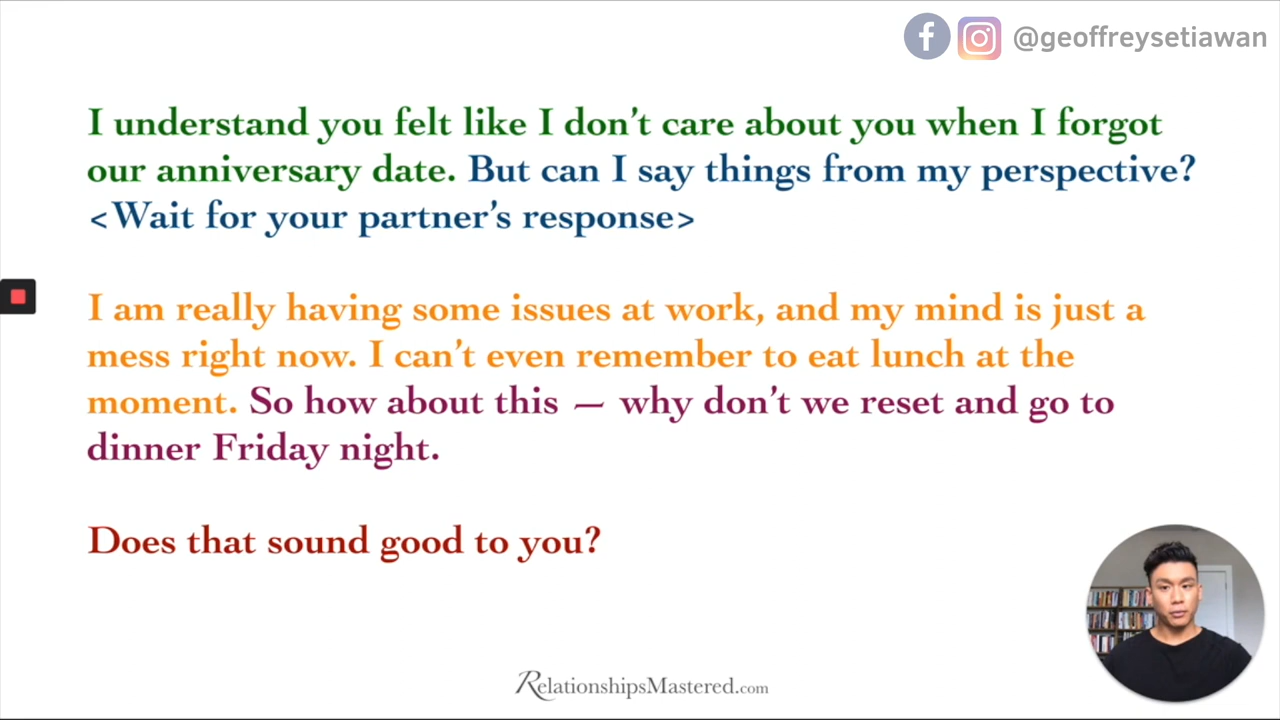 @geoffreysetiawan
I understand you felt like I don’t care about you when I forgot
our anniversary date. But can I say things from my perspective?
<Wait for your partner’s response>
I am really having some issues at work, and my mind is just a
mess right now. I can’t even remember to eat lunch at the
moment. So how about this — why don’t we reset and go to
dinner Friday night.
Does that sound good to you?
RelationshipsMastered.com